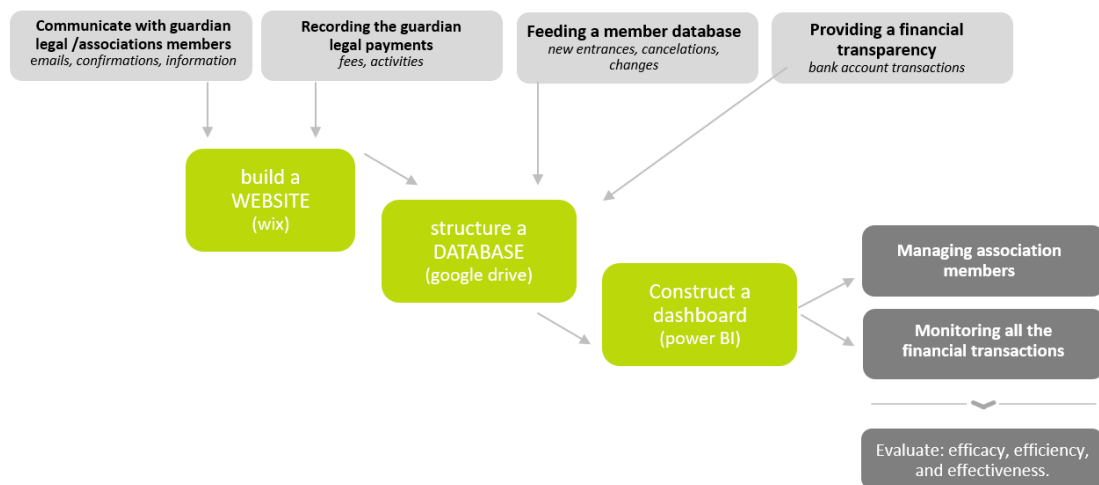 Communicate with guardian
legal /associations members
emails, confirmations, information
Recording the guardian
legal payments
fees, activities
Feeding a member database
new entrances, cancelations,
changes
Providing a financial
transparency
bank account transactions
build a
WEBSITE
(wix)
structure a
DATABASE
(google drive)
Construct a
dashboard
(power BI)
Managing association
members
Monitoring all the
financial transactions
Evaluate: efficacy, efficiency,
and effectiveness.